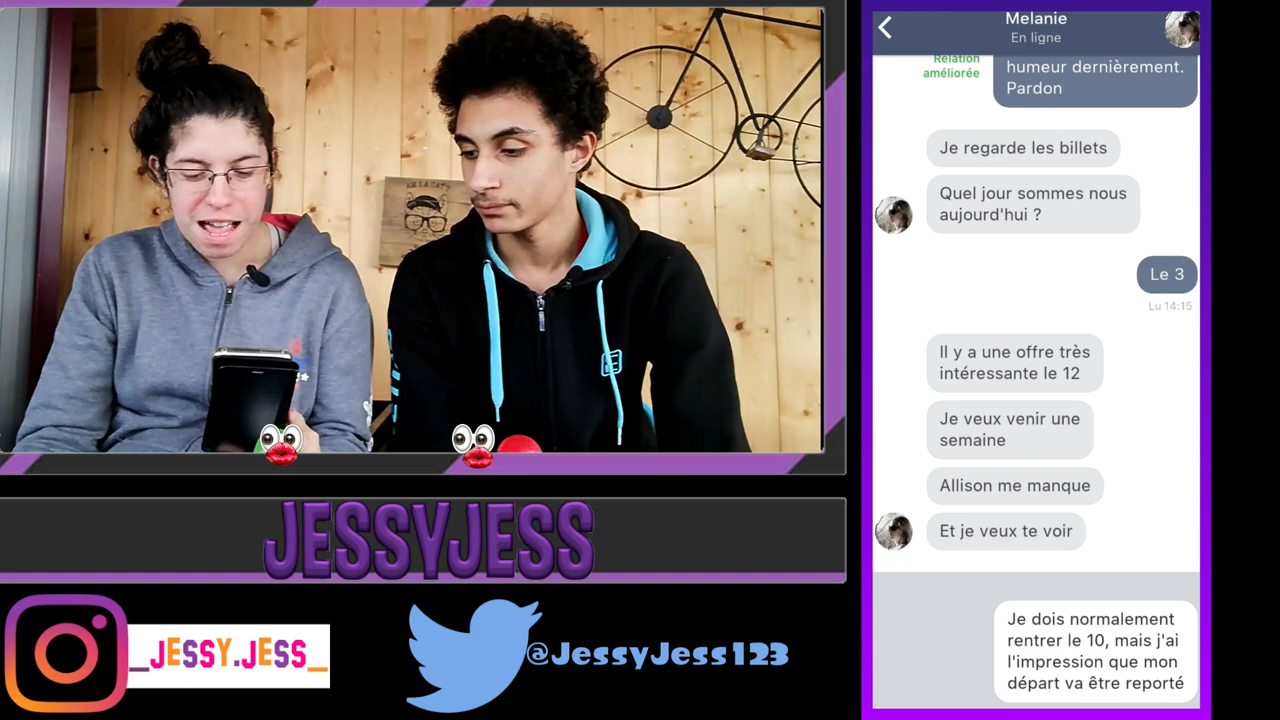 AM I A CAT?
JESSYJESS
_JESSY.JESS_
@JessyJess123
Melanie
En ligne
Relation
améliorée
humeur dernièrement.
Pardon
Je regarde les billets
Quel jour sommes nous
aujourd'hui ?
Le 3
Lu 14:15
Il y a une offre très
intéressante le 12
Je veux venir une
semaine
Allison me manque
Et je veux te voir
Je dois normalement
rentrer le 10, mais j'ai
l'impression que mon
départ va être reporté